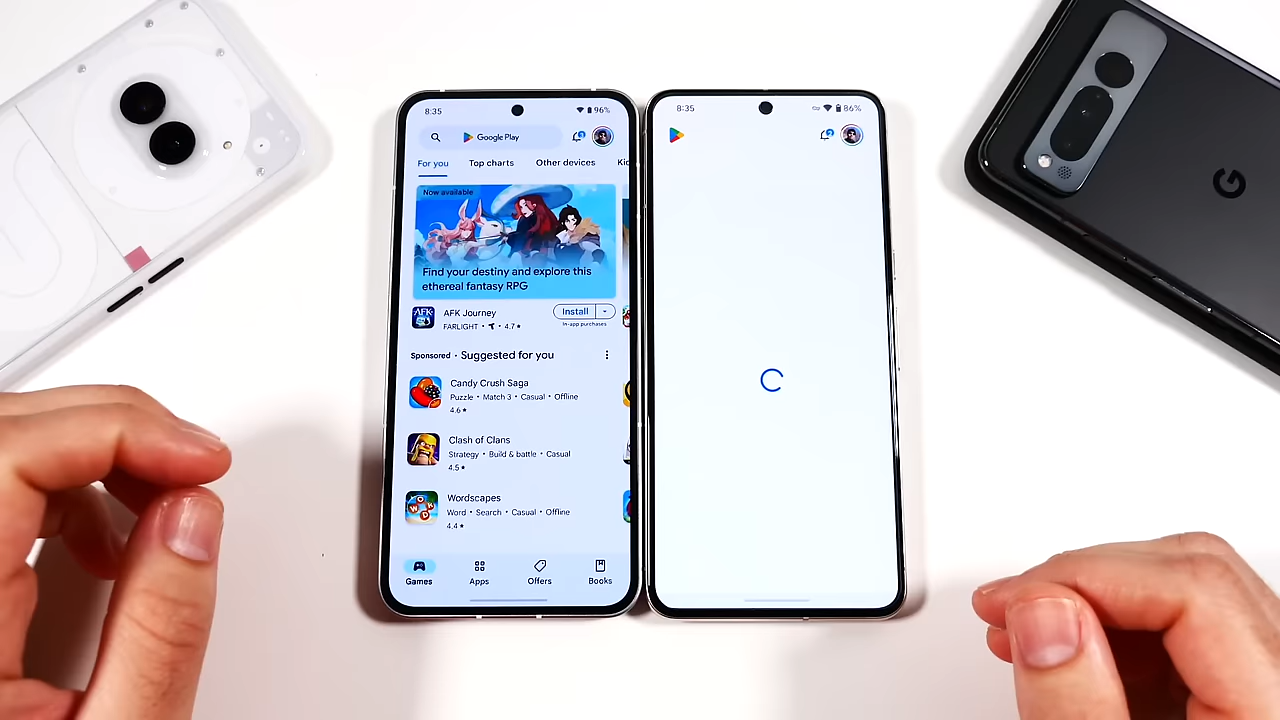 8:35
96%
Google Play
For you
Top charts
Other devices
Now available
Find your destiny and explore this
ethereal fantasy RPG
AFK
AFK Journey
Install
FARLIGHT • 4.7★
In-app purchases
Sponsored • Suggested for you
Candy Crush Saga
Puzzle • Match 3 • Casual • Offline
4.6★
Clash of Clans
Strategy • Build & battle • Casual
4.5★
Wordscapes
Word • Search • Casual • Offline
4.4★
Games
Apps
Offers
Books
8:35
86%
G